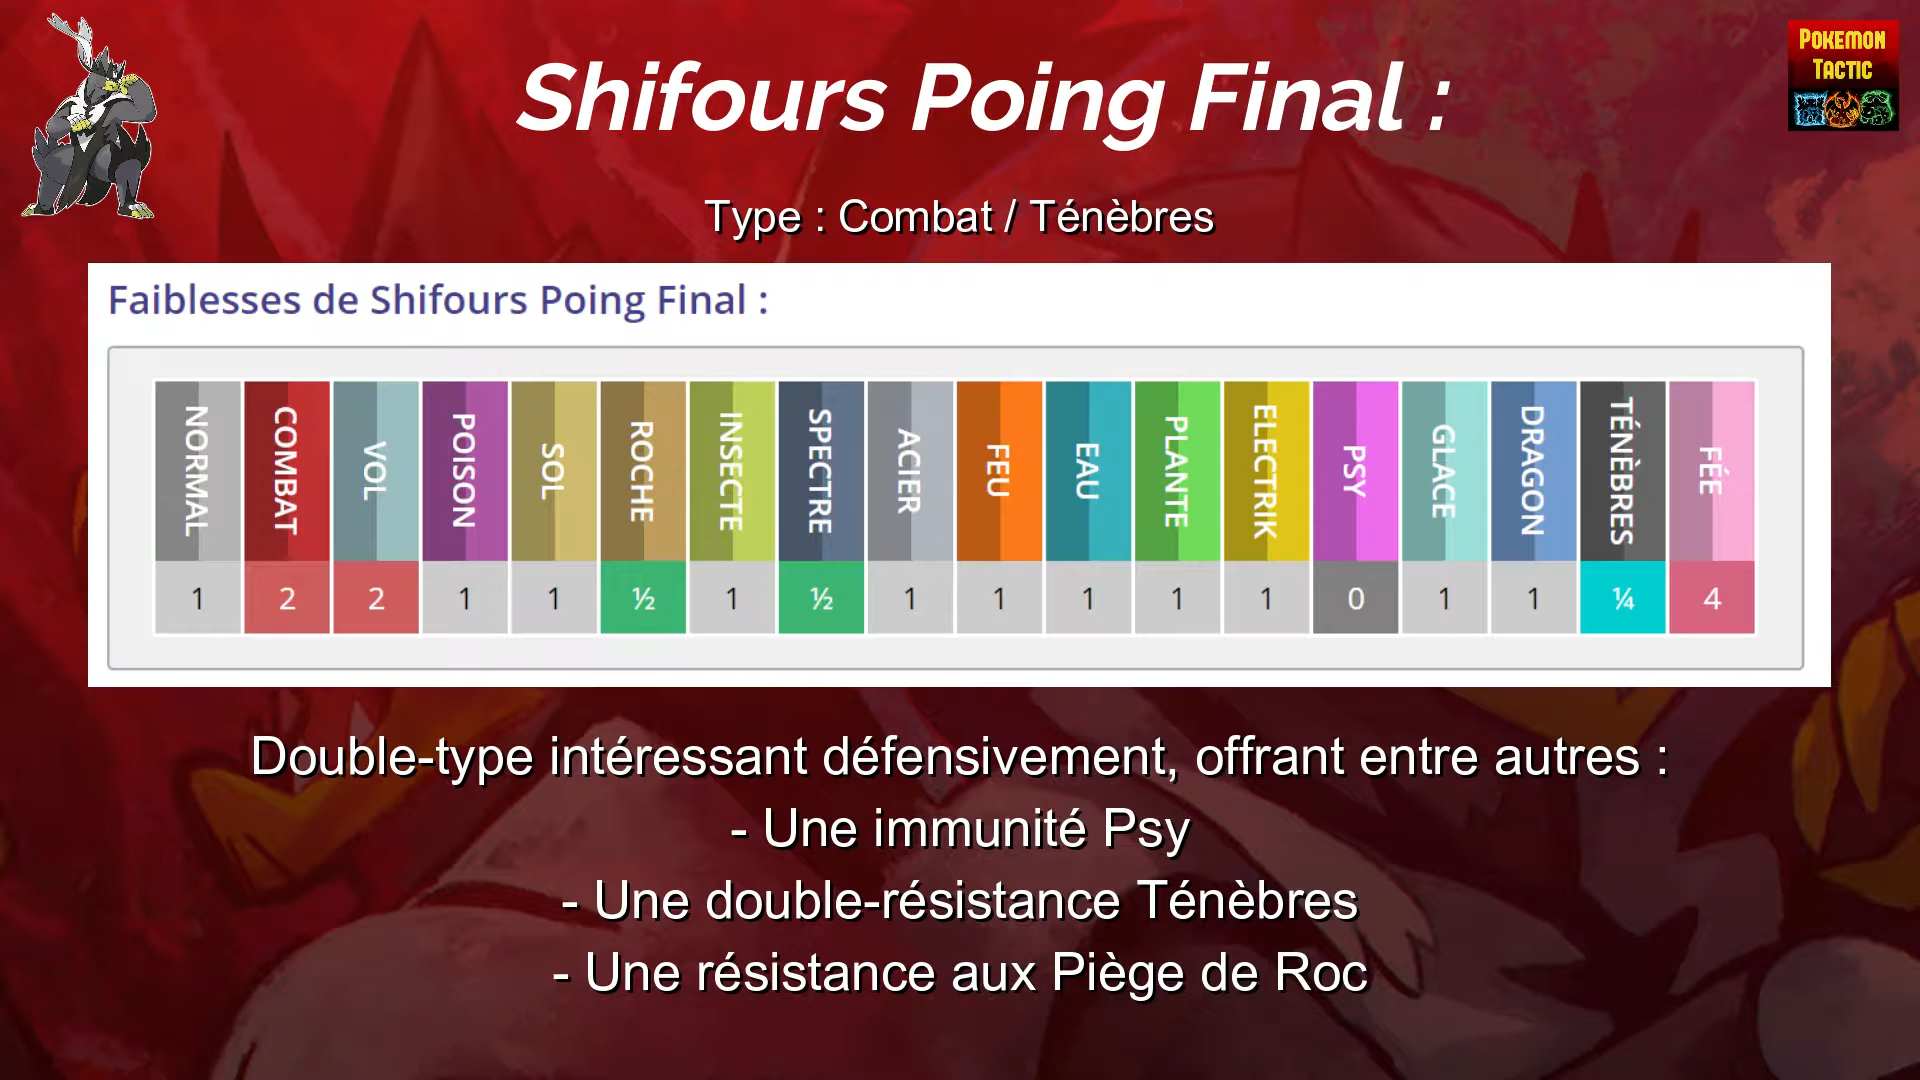 POKEMON
TACTIC
Shifours Poing Final :
Type : Combat / Ténèbres
Faiblesses de Shifours Poing Final :
NORMAL COMBAT VOL POISON SOL ROCHE INSECTE SPECTRE ACIER FEU EAU PLANTE ELECTRIK PSY GLACE DRAGON TÉNÈBRES FÉE
1 2 2 1 1 ½ 1 ½ 1 1 1 1 1 0 1 1 ¼ 4
Double-type intéressant défensivement, offrant entre autres :
- Une immunité Psy
- Une double-résistance Ténèbres
- Une résistance aux Piège de Roc